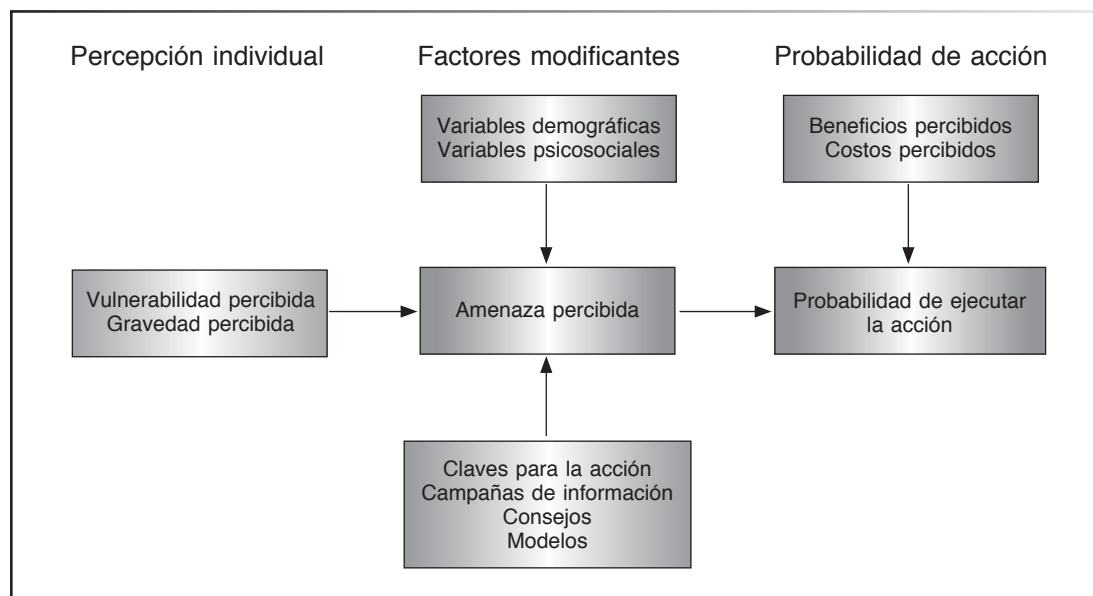 Percepción individual
Factores modificantes
Probabilidad de acción
Variables demográficas
Variables psicosociales
Beneficios percibidos
Costos percibidos
Vulnerabilidad percibida
Gravedad percibida
Amenaza percibida
Probabilidad de ejecutar
la acción
Claves para la acción
Campañas de información
Consejos
Modelos